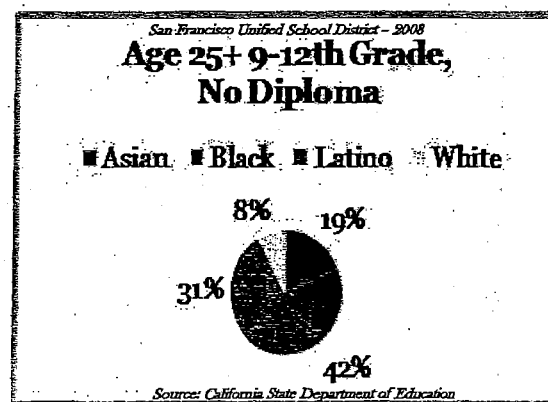 San Francisco Unified School District – 2008
Age 25+ 9-12th Grade,
No Diploma
Asian Black Latino White
8% 19%
31%
42%
Source: California State Department of Education